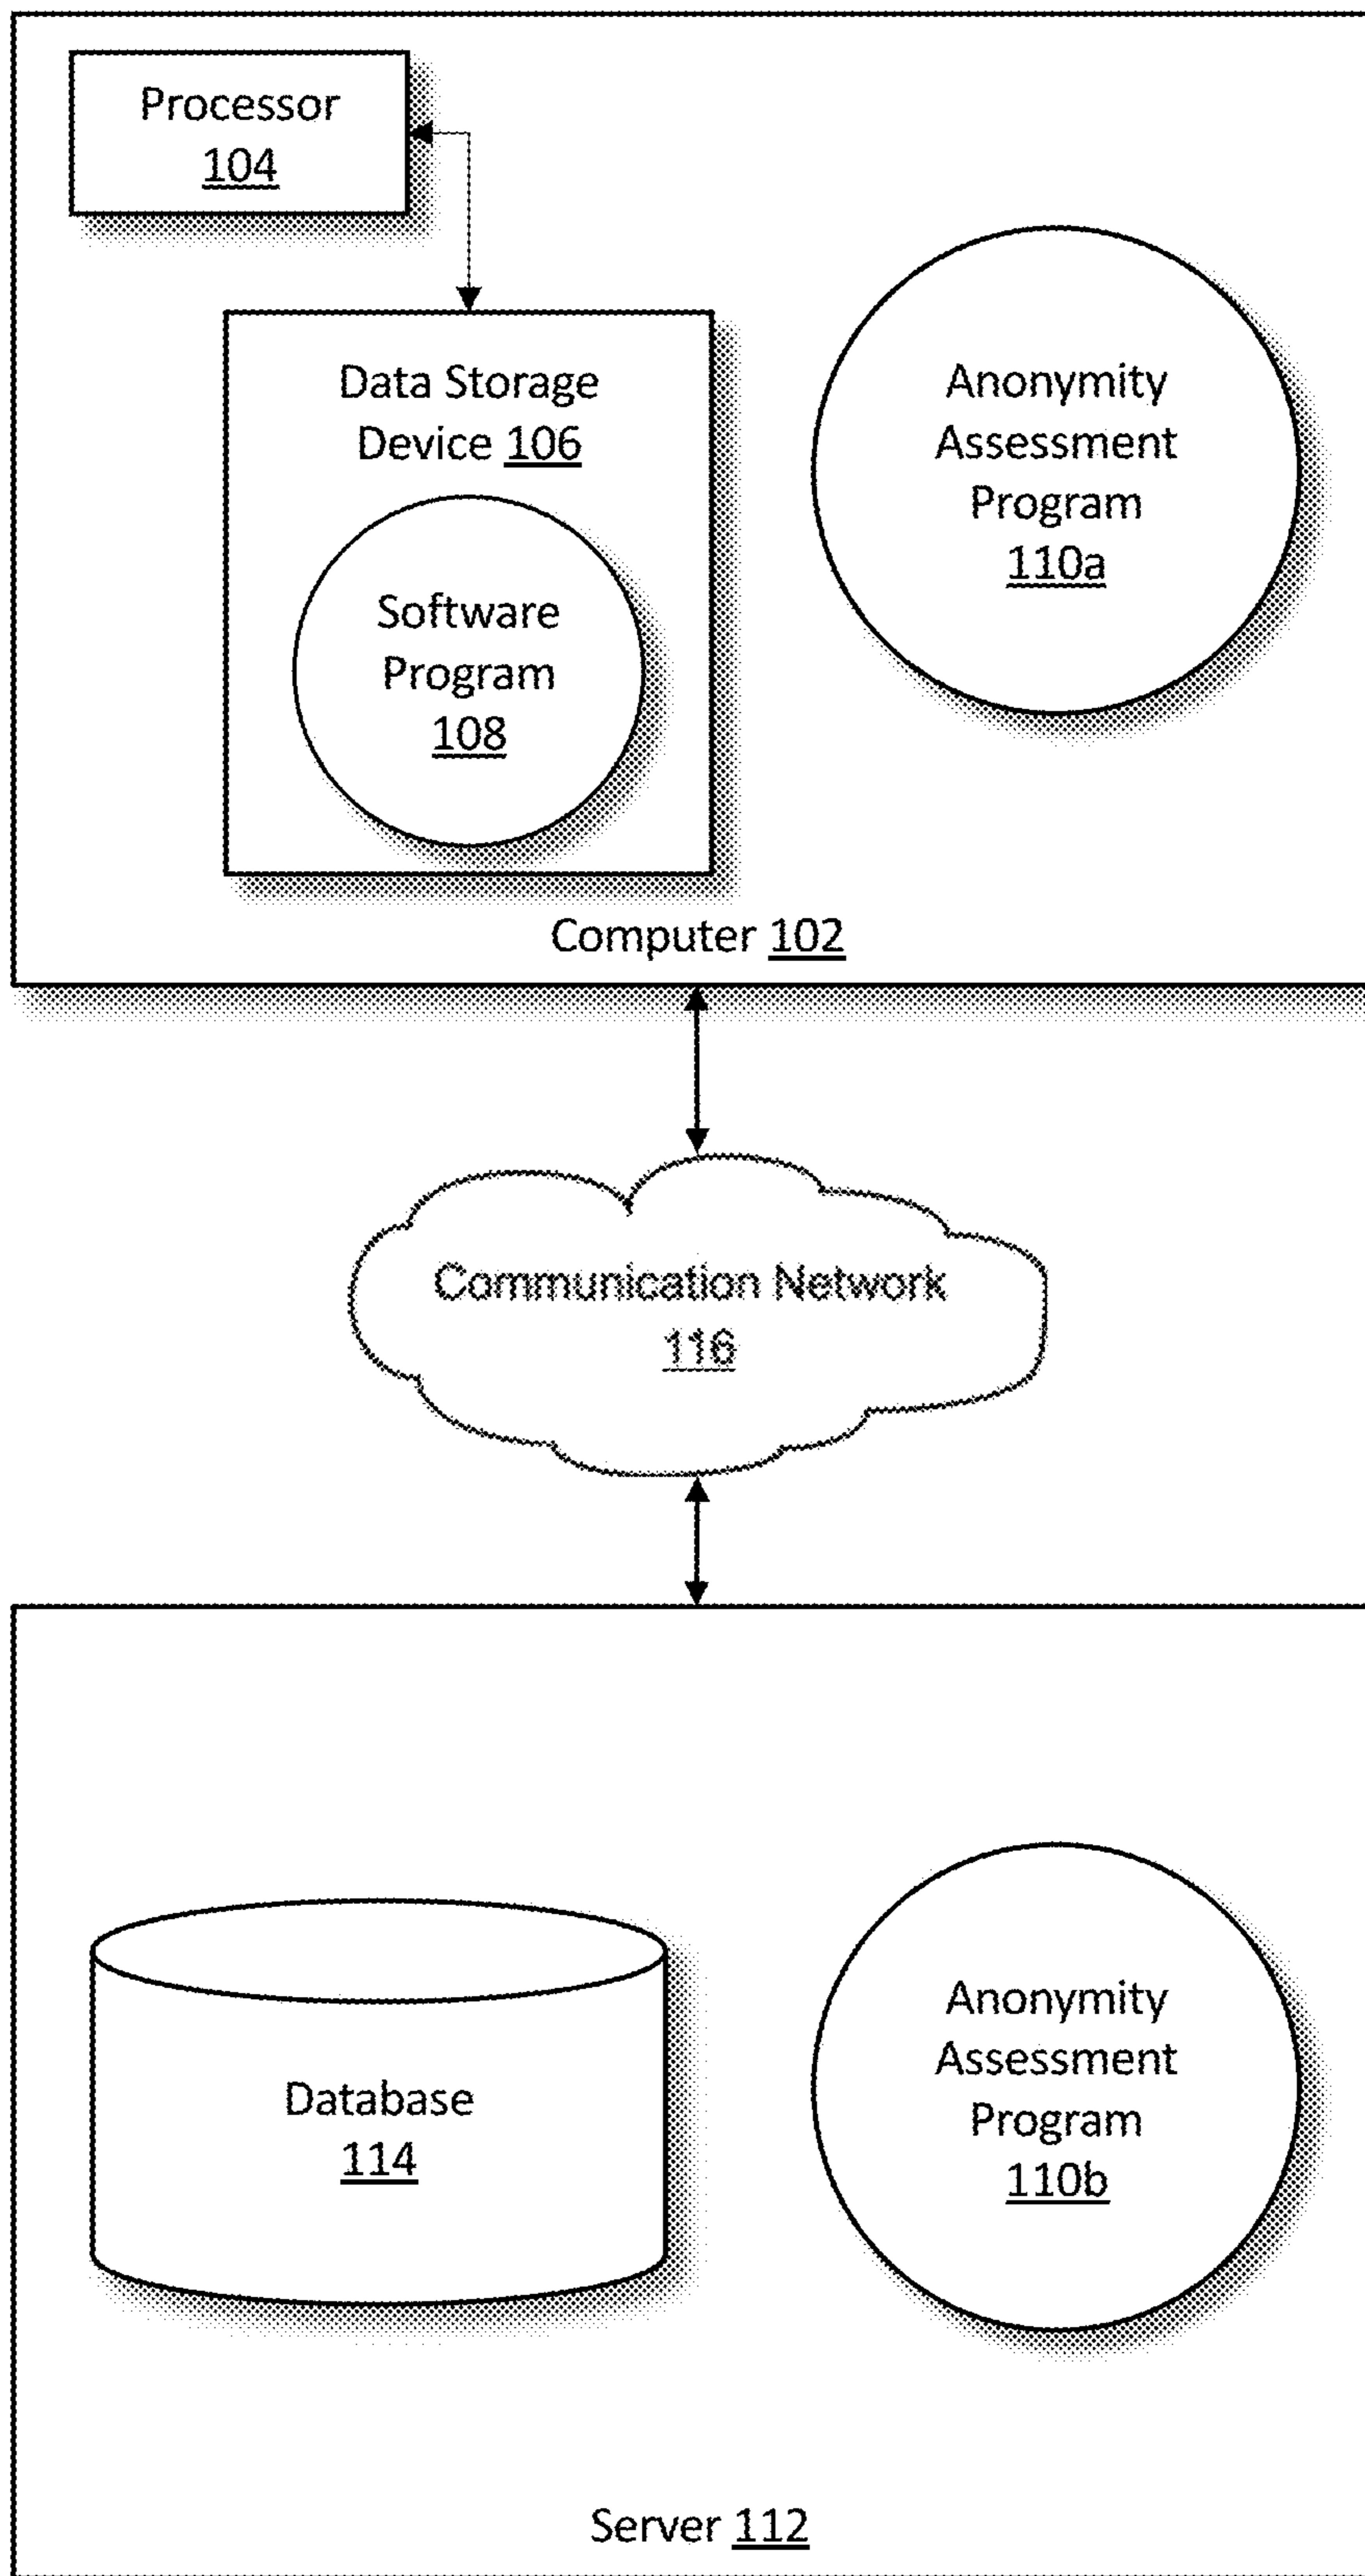 Processor
104
Data Storage
Device 106
Software
Program
108
Anonymity
Assessment
Program
110a
Computer 102
Communication Network
116
Database
114
Anonymity
Assessment
Program
110b
Server 112